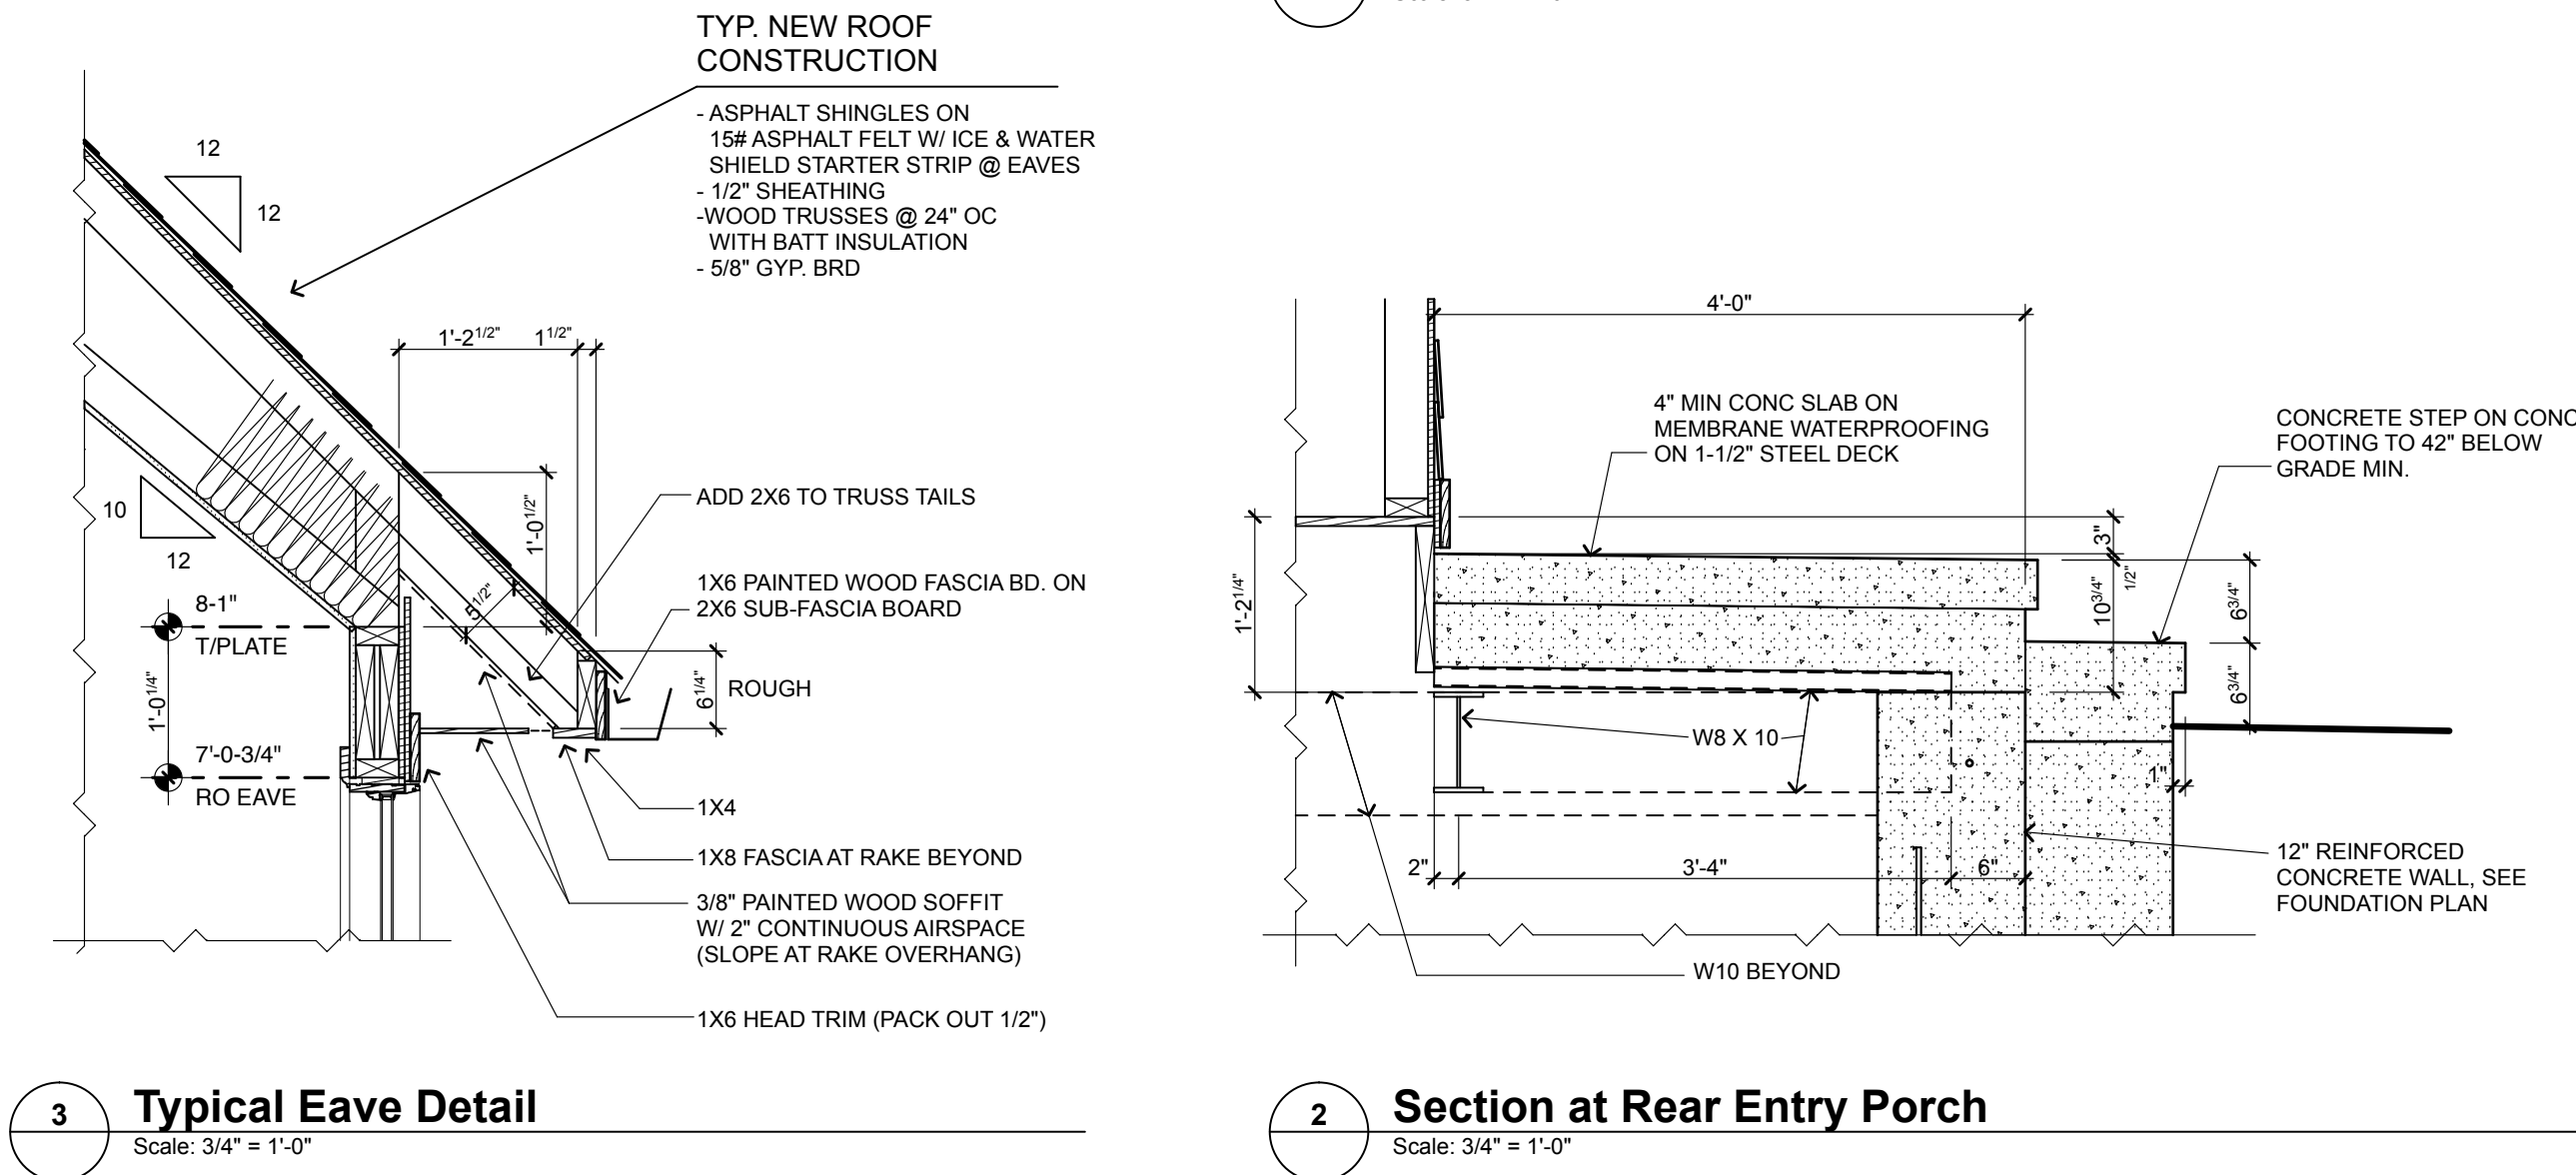 TYP. NEW ROOF
CONSTRUCTION
- ASPHALT SHINGLES ON
15# ASPHALT FELT W/ ICE & WATER
SHIELD STARTER STRIP @ EAVES
- 1/2" SHEATHING
-WOOD TRUSSES @ 24" OC
WITH BATT INSULATION
- 5/8" GYP. BRD
12
12
1'-2 1/2"
1 1/2"
1'-0 1/2"
5 1/2"
10
12
8-1"
T/PLATE
1'-0 1/4"
7'-0-3/4"
RO EAVE
ADD 2X6 TO TRUSS TAILS
1X6 PAINTED WOOD FASCIA BD. ON
2X6 SUB-FASCIA BOARD
6 1/4"
ROUGH
1X4
1X8 FASCIA AT RAKE BEYOND
3/8" PAINTED WOOD SOFFIT
W/ 2" CONTINUOUS AIRSPACE
(SLOPE AT RAKE OVERHANG)
1X6 HEAD TRIM (PACK OUT 1/2")
3
Typical Eave Detail
Scale: 3/4" = 1'-0"
4'-0"
4" MIN CONC SLAB ON
MEMBRANE WATERPROOFING
ON 1-1/2" STEEL DECK
CONCRETE STEP ON CONC
FOOTING TO 42" BELOW
GRADE MIN.
1'-2 1/4"
3"
10 3/4"
1/2"
6 3/4"
6 3/4"
W8 X 10
1"
2"
3'-4"
6"
12" REINFORCED
CONCRETE WALL, SEE
FOUNDATION PLAN
W10 BEYOND
2
Section at Rear Entry Porch
Scale: 3/4" = 1'-0"